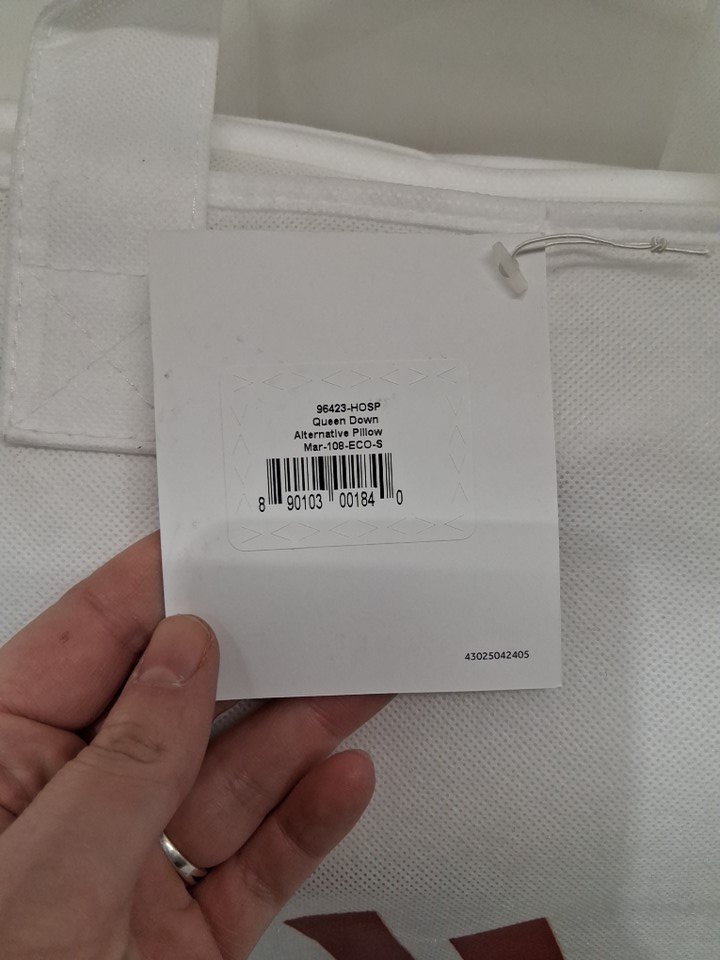 96423-HOSP
Queen Down
Alternative Pillow
Mar-108-ECO-S
8 90103 00184 0
43025042405